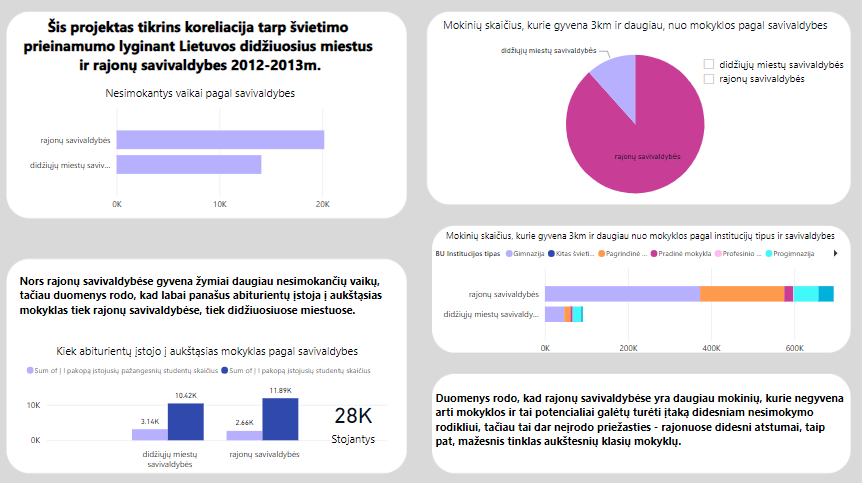 Šis projektas tikrins koreliacija tarp švietimo
prieinamumo lyginant Lietuvos didžiuosius miestus
ir rajonų savivaldybes 2012-2013m.
Nesimokantys vaikai pagal savivaldybes
rajonų savivaldybės
didžiųjų miestų saviv...
0K 10K 20K
Mokinių skaičius, kurie gyvena 3km ir daugiau, nuo mokyklos pagal savivaldybes
didžiųjų miestų savivaldybės
rajonų savivaldybės
didžiųjų miestų savivaldybės
rajonų savivaldybės
Nors rajonų savivaldybėse gyvena žymiai daugiau nesimokančių vaikų,
tačiau duomenys rodo, kad labai panašus abiturientų įstoja į aukštąsias
mokyklas tiek rajonų savivaldybėse, tiek didžiuosiuose miestuose.
Kiek abiturientų įstojo į aukštąsias mokyklas pagal savivaldybes
Sum of Į I pakopą įstojusių pažangesnių studentų skaičius Sum of Į I pakopą įstojusių studentų skaičius
10K
0K
3.14K
10.42K
2.66K
11.89K
didžiųjų miestų
savivaldybės
rajonų savivaldybės
28K
Stojantys
Mokinių skaičius, kurie gyvena 3km ir daugiau nuo mokyklos pagal institucijų tipus ir savivaldybes
BU Institucijos tipas Gimnazija Kitas švieti... Pagrindinė ... Pradinė mokykla Profesinio ... Progimnazija
rajonų savivaldybės
didžiųjų miestų savivaldy...
0K 200K 400K 600K
Duomenys rodo, kad rajonų savivaldybėse yra daugiau mokinių, kurie negyvena
arti mokyklos ir tai potencialiai galėtų turėti įtaką didesniam nesimokymo
rodikliui, tačiau tai dar neįrodo priežasties - rajonuose didesni atstumai, taip
pat, mažesnis tinklas aukštesnių klasių mokyklų.